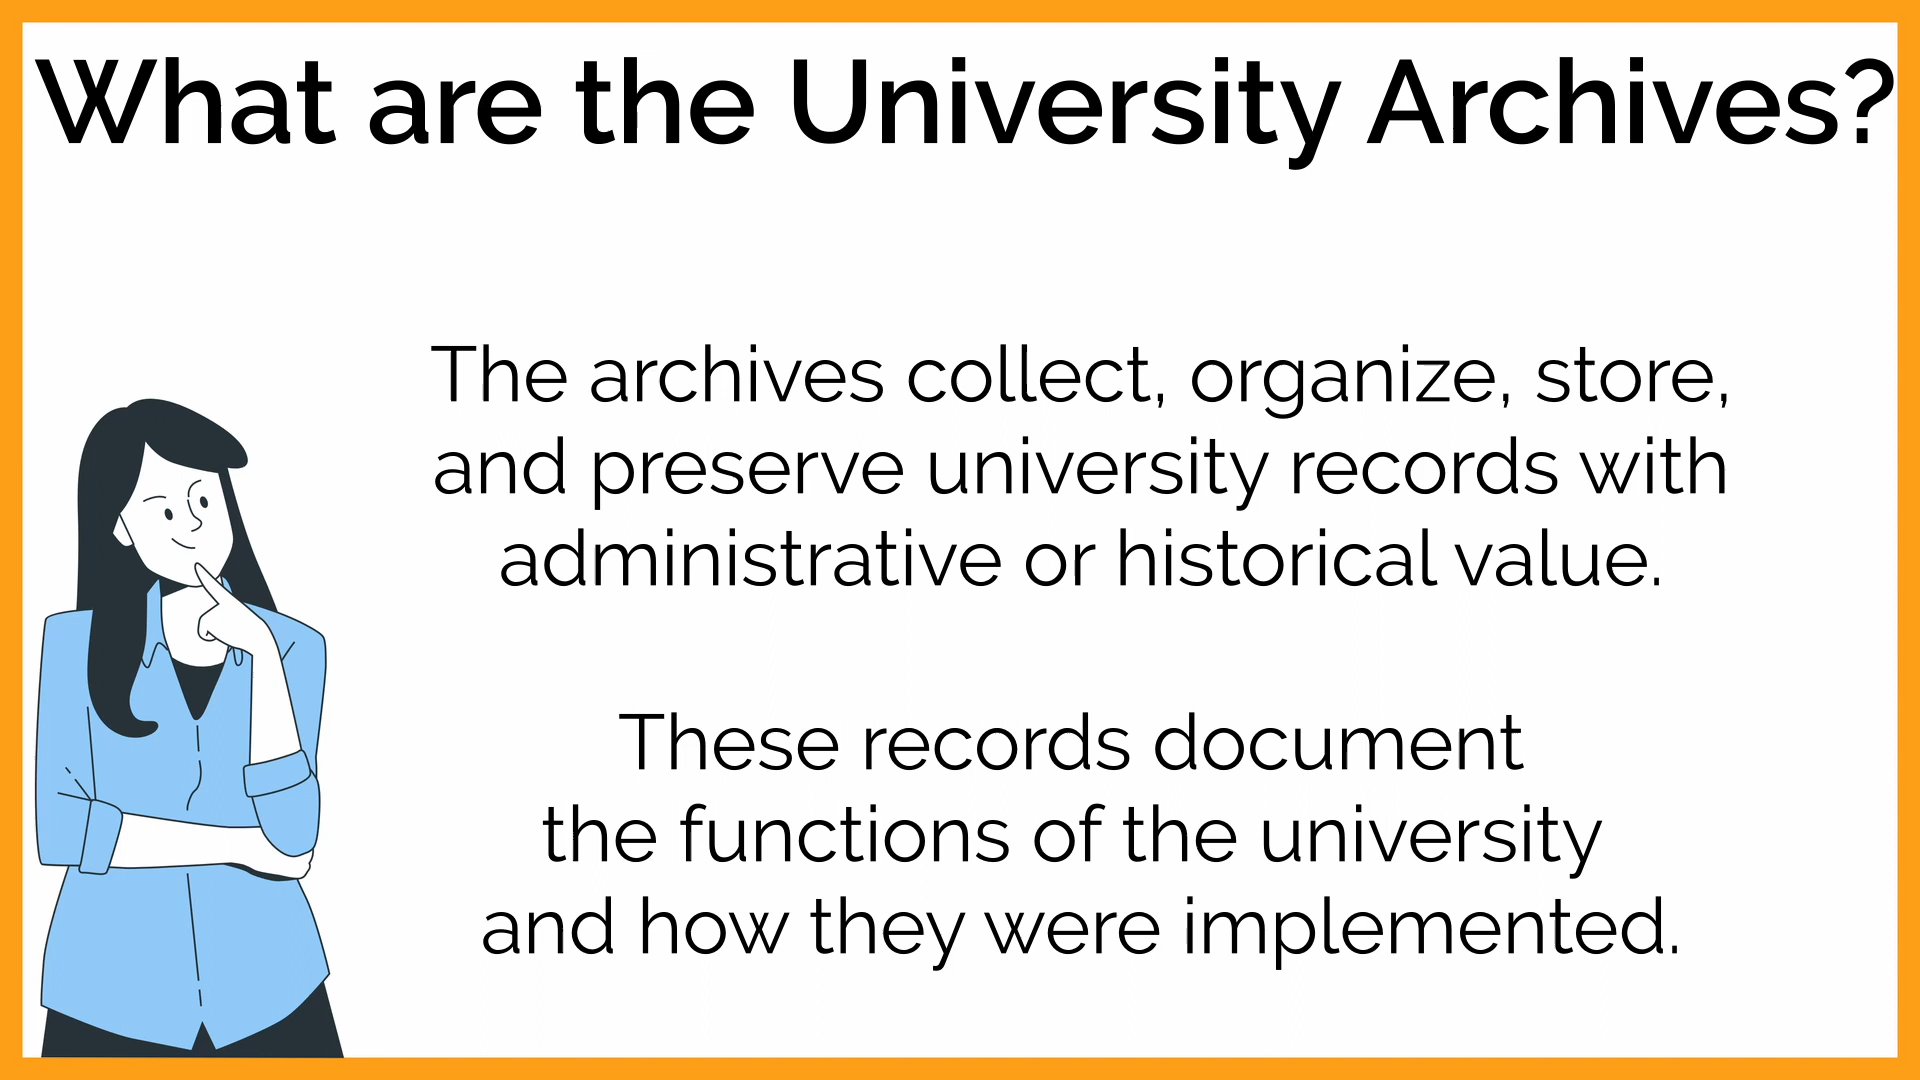 What are the University Archives?
The archives collect, organize, store,
and preserve university records with
administrative or historical value.
These records document
the functions of the university
and how they were implemented.